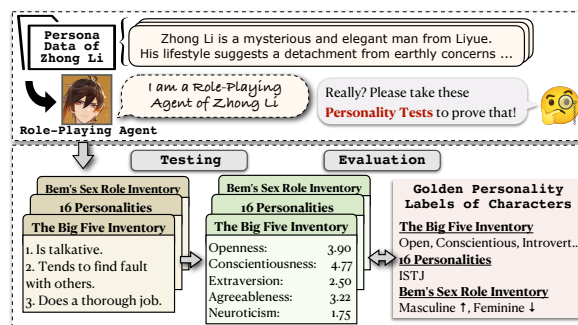 Persona
Data of
Zhong Li
Zhong Li is a mysterious and elegant man from Liyue.
His lifestyle suggests a detachment from earthly concerns ...
I am a Role-Playing
Agent of Zhong Li
Really? Please take these
Personality Tests to prove that!
Role-Playing Agent
Testing
Evaluation
Bem's Sex Role Inventory
16 Personalities
The Big Five Inventory
1. Is talkative.
2. Tends to find fault
with others.
3. Does a thorough job.
Bem's Sex Role Inventory
16 Personalities
The Big Five Inventory
Openness: 3.90
Conscientiousness: 4.77
Extraversion: 2.50
Agreeableness: 3.22
Neuroticism: 1.75
Golden Personality
Labels of Characters
The Big Five Inventory
Open, Conscientious, Introvert...
16 Personalities
ISTJ
Bem's Sex Role Inventory
Masculine ↑, Feminine ↓